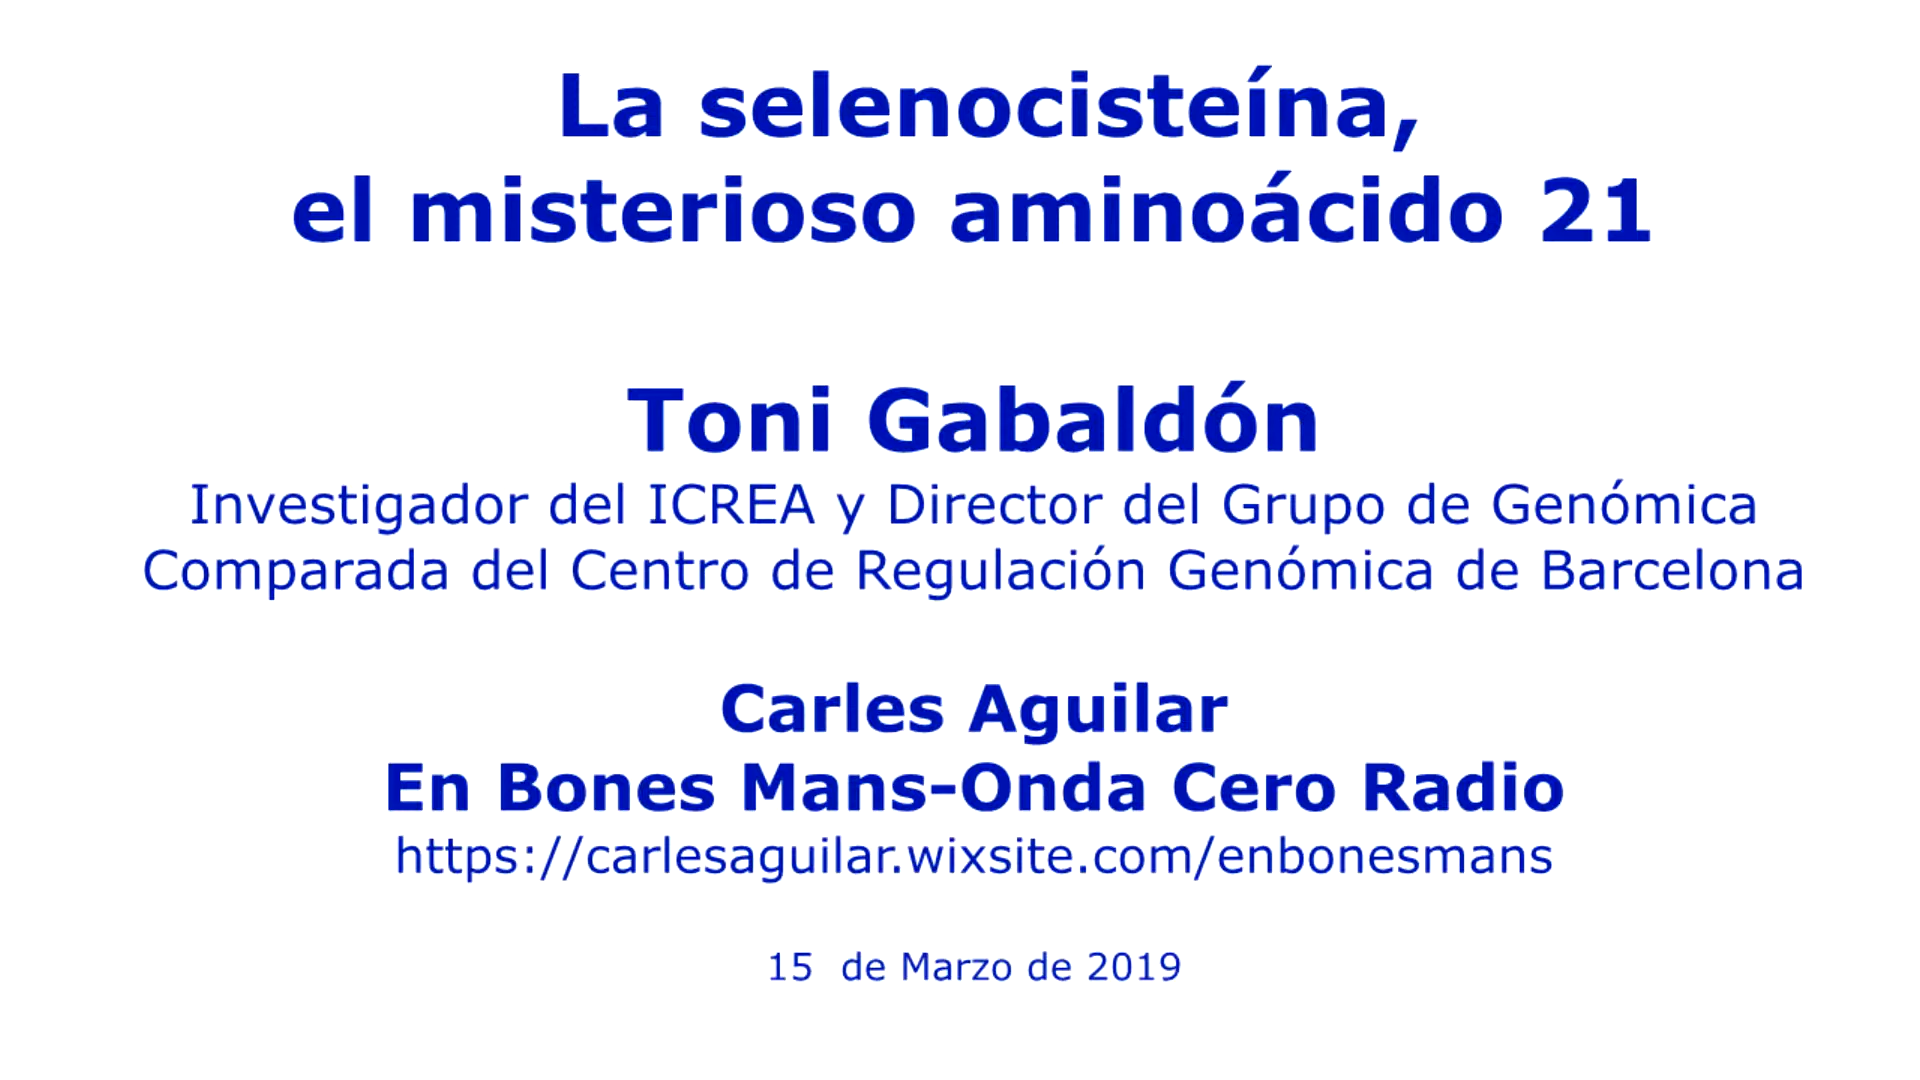 La selenocisteína,
el misterioso aminoácido 21
Toni Gabaldón
Investigador del ICREA y Director del Grupo de Genómica
Comparada del Centro de Regulación Genómica de Barcelona
Carles Aguilar
En Bones Mans-Onda Cero Radio
https://carlesaguilar.wixsite.com/enbonesmans
15 de Marzo de 2019